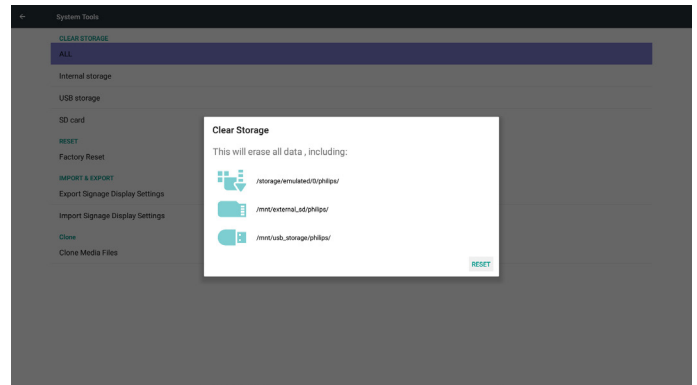 ← System Tools
CLEAR STORAGE
ALL
Internal storage
USB storage
SD card
RESET
Factory Reset
IMPORT & EXPORT
Export Signage Display Settings
Import Signage Display Settings
Clone
Clone Media Files
Clear Storage
This will erase all data , including:
/storage/emulated/0/philips/
/mnt/external_sd/philips/
/mnt/usb_storage/philips/
RESET